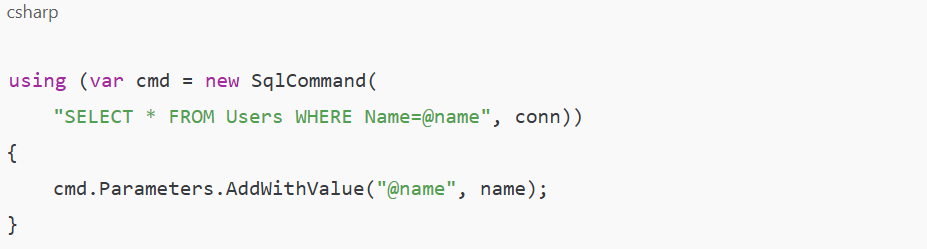 csharp
using (var cmd = new SqlCommand(
    "SELECT * FROM Users WHERE Name=@name", conn))
{
    cmd.Parameters.AddWithValue("@name", name);
}